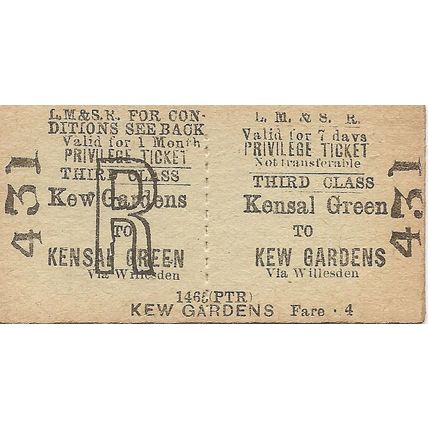 L.M.&S.R. FOR CON-
DITIONS SEE BACK
Valid for 1 Month
PRIVILEGE TICKET
THIRD CLASS
Kew Gardens
TO
KENSAL GREEN
Via Willesden
R
431
L. M. & S. R.
Valid for 7 days
PRIVILEGE TICKET
Not transferable
THIRD CLASS
Kensal Green
TO
KEW GARDENS
Via Willesden
431
(PTR)
KEW GARDENS Fare · 4